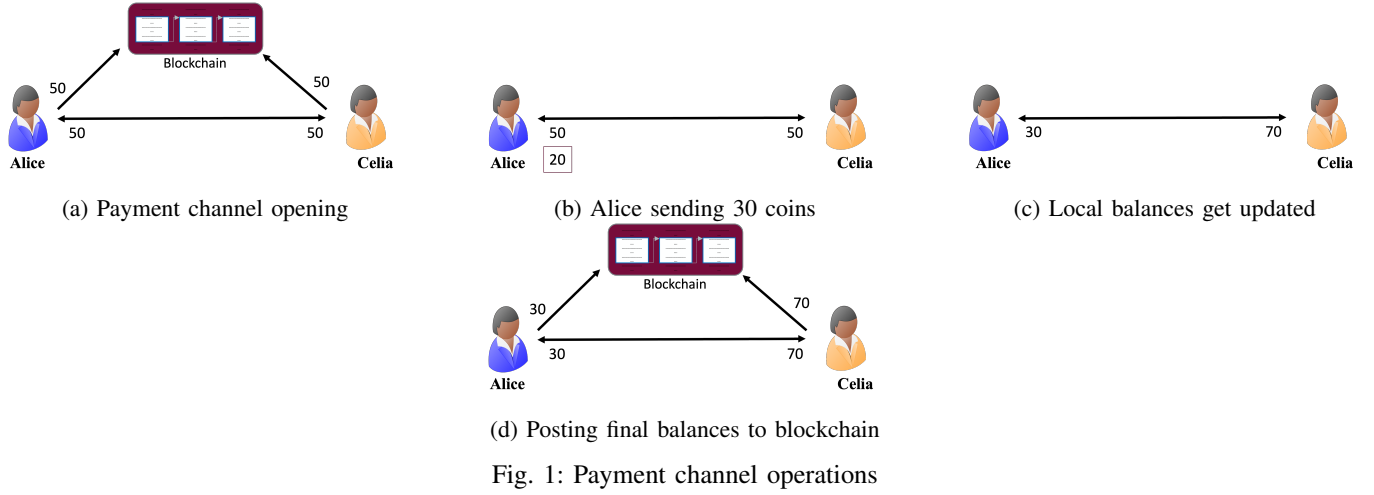 Blockchain
50
50
50
50
Alice
Celia
(a) Payment channel opening
50
50
Alice
20
Celia
(b) Alice sending 30 coins
30
70
Alice
Celia
(c) Local balances get updated
Blockchain
30
70
30
70
Alice
Celia
(d) Posting final balances to blockchain
Fig. 1: Payment channel operations